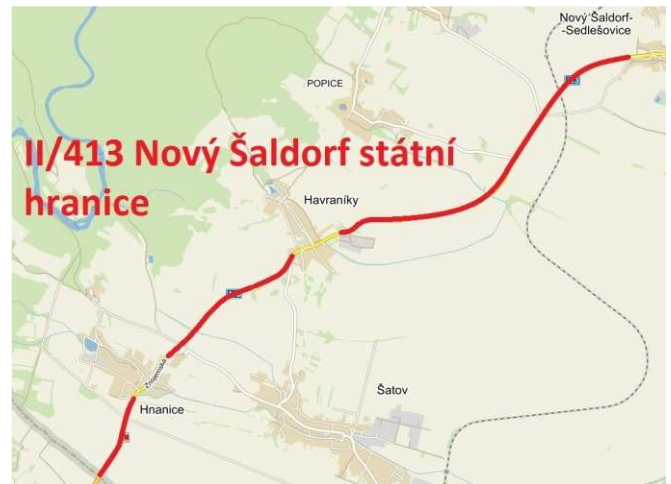 Nový Šaldorf-
-Sedlešovice
POPICE
II/413 Nový Šaldorf státní
hranice
Havraníky
Znojemská
Šatov
Hnanice